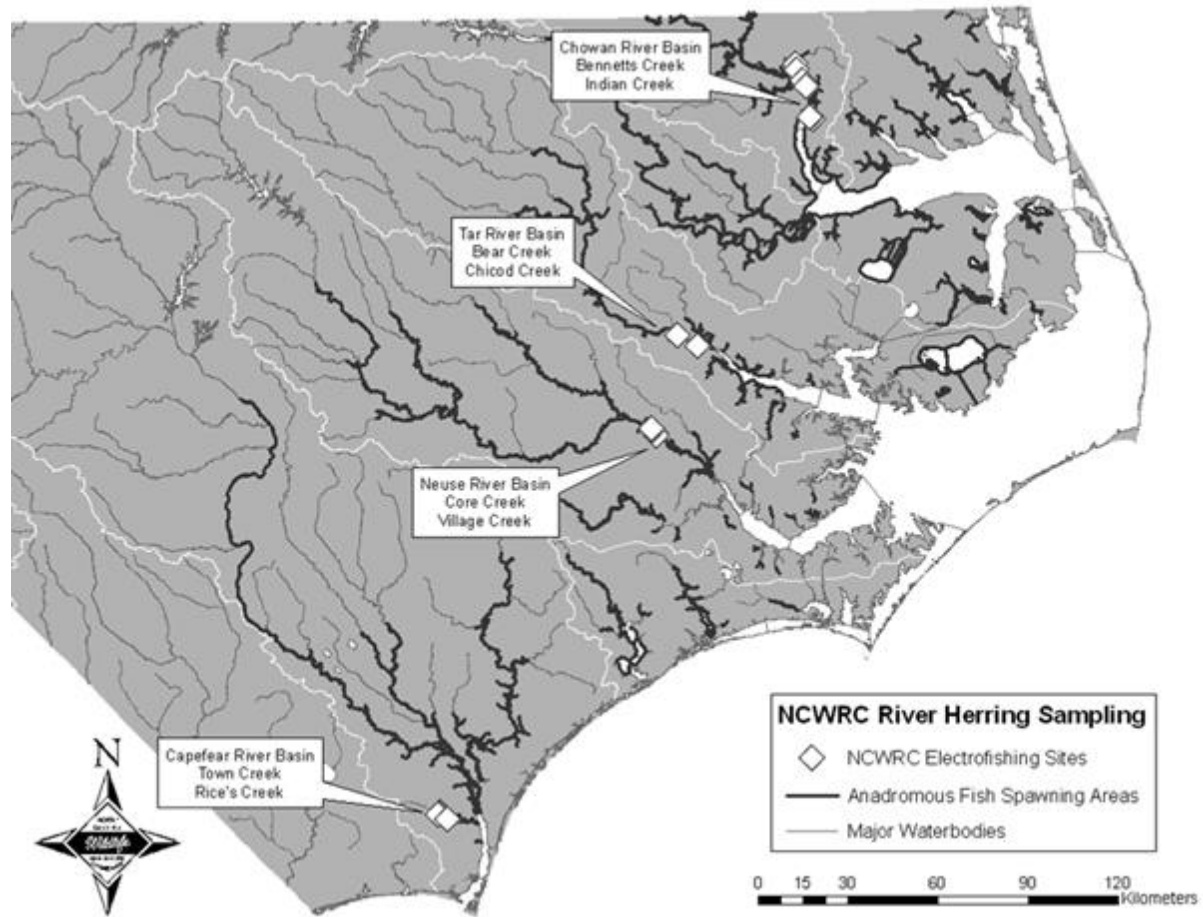 Chowan River Basin
Bennetts Creek
Indian Creek
Tar River Basin
Bear Creek
Chicod Creek
Neuse River Basin
Core Creek
Village Creek
Capefear River Basin
Town Creek
Rice's Creek
N
NCWRC River Herring Sampling
NCWRC Electrofishing Sites
Anadromous Fish Spawning Areas
Major Waterbodies
0 15 30 60 90 120
Kilometers